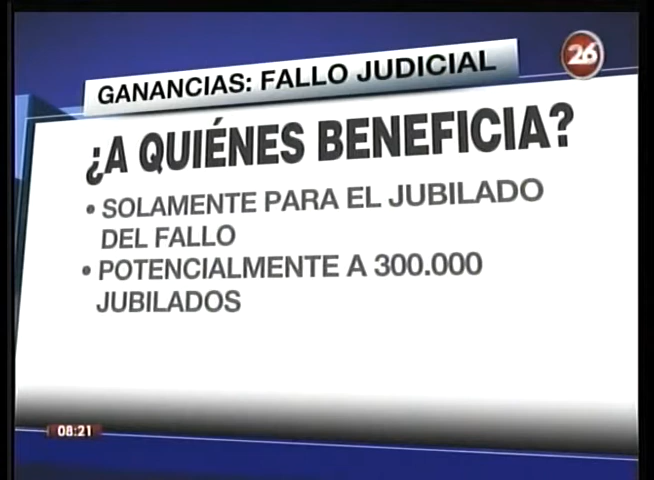 GANANCIAS: FALLO JUDICIAL
26
¿A QUIÉNES BENEFICIA?
• SOLAMENTE PARA EL JUBILADO
DEL FALLO
• POTENCIALMENTE A 300.000
JUBILADOS
08:21